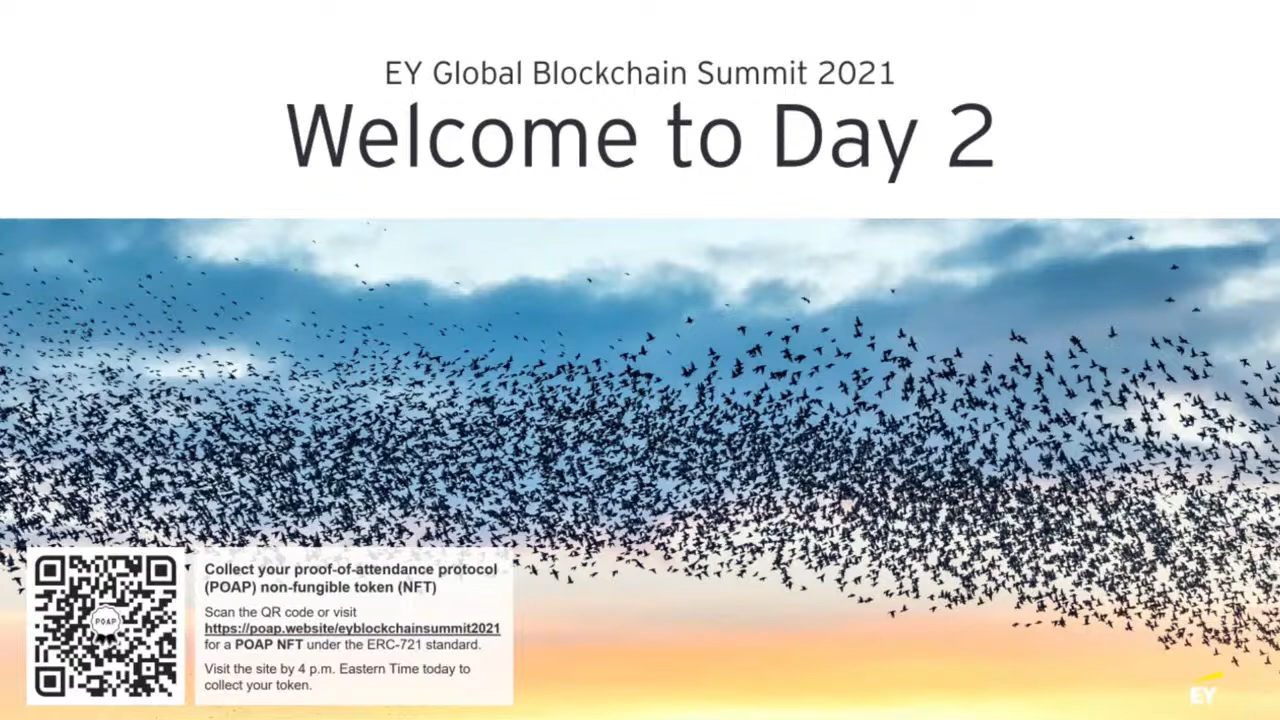 EY Global Blockchain Summit 2021
Welcome to Day 2
POAP
Collect your proof-of-attendance protocol
(POAP) non-fungible token (NFT)
Scan the QR code or visit
https://poap.website/eyblockchainsummit2021
for a POAP NFT under the ERC-721 standard.
Visit the site by 4 p.m. Eastern Time today to
collect your token.
EY